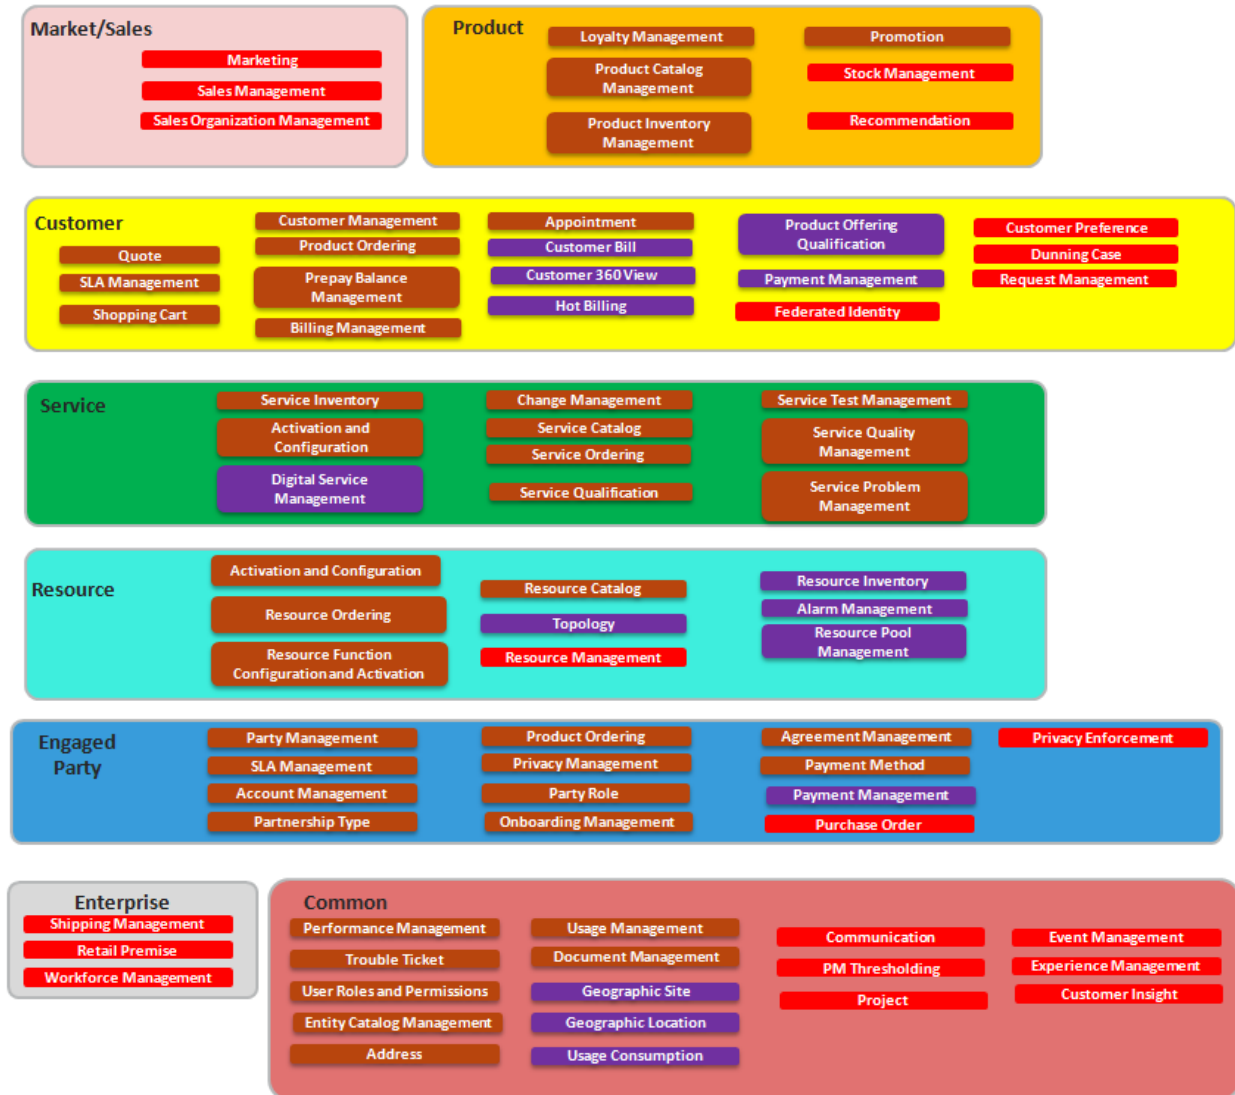 Market/Sales
Marketing
Sales Management
Sales Organization Management
Product
Loyalty Management
Product Catalog
Management
Product Inventory
Management
Promotion
Stock Management
Recommendation
Customer
Quote
SLA Management
Shopping Cart
Customer Management
Product Ordering
Prepay Balance
Management
Billing Management
Appointment
Customer Bill
Customer 360 View
Hot Billing
Product Offering
Qualification
Payment Management
Federated Identity
Customer Preference
Dunning Case
Request Management
Service
Service Inventory
Activation and
Configuration
Digital Service
Management
Change Management
Service Catalog
Service Ordering
Service Qualification
Service Test Management
Service Quality
Management
Service Problem
Management
Resource
Activation and Configuration
Resource Ordering
Resource Function
Configuration and Activation
Resource Catalog
Topology
Resource Management
Resource Inventory
Alarm Management
Resource Pool
Management
Engaged
Party
Party Management
SLA Management
Account Management
Partnership Type
Product Ordering
Privacy Management
Party Role
Onboarding Management
Agreement Management
Payment Method
Payment Management
Purchase Order
Privacy Enforcement
Enterprise
Shipping Management
Retail Premise
Workforce Management
Common
Performance Management
Trouble Ticket
User Roles and Permissions
Entity Catalog Management
Address
Usage Management
Document Management
Geographic Site
Geographic Location
Usage Consumption
Communication
PM Thresholding
Project
Event Management
Experience Management
Customer Insight